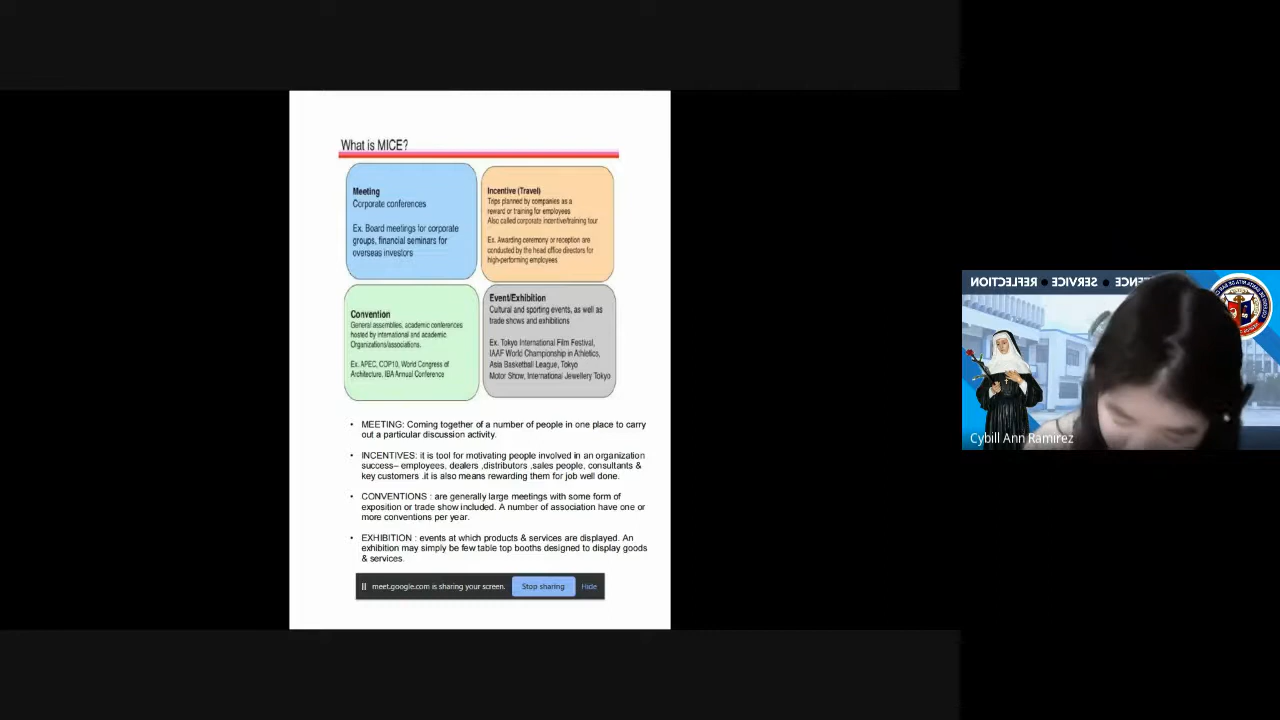 What is MICE?
Meeting
Corporate conferences
Ex. Board meetings for corporate
groups, financial seminars for
overseas investors
Incentive (Travel)
Trips planned by companies as a
reward or training for employees
Also called corporate incentive/training tour
Ex. Awarding ceremony or reception are
conducted by the head office directors for
high-performing employees
Convention
General assemblies, academic conferences
hosted by international and academic
Organizations/associations.
Ex. APEC, COP10, World Congress of
Architecture, IBA Annual Conference
Event/Exhibition
Cultural and sporting events, as well as
trade shows and exhibitions
Ex. Tokyo International Film Festival,
IAAF World Championship in Athletics,
Asia Basketball League, Tokyo
Motor Show, International Jewellery Tokyo
• MEETING: Coming together of a number of people in one place to carry
out a particular discussion activity.
• INCENTIVES: it is tool for motivating people involved in an organization
success– employees, dealers ,distributors ,sales people, consultants &
key customers .it is also means rewarding them for job well done.
• CONVENTIONS : are generally large meetings with some form of
exposition or trade show included. A number of association have one or
more conventions per year.
• EXHIBITION : events at which products & services are displayed. An
exhibition may simply be few table top booths designed to display goods
& services.
meet.google.com is sharing your screen.
Stop sharing
Hide
ENCE • SERVICE • REFLECTION
Cybill Ann Ramirez